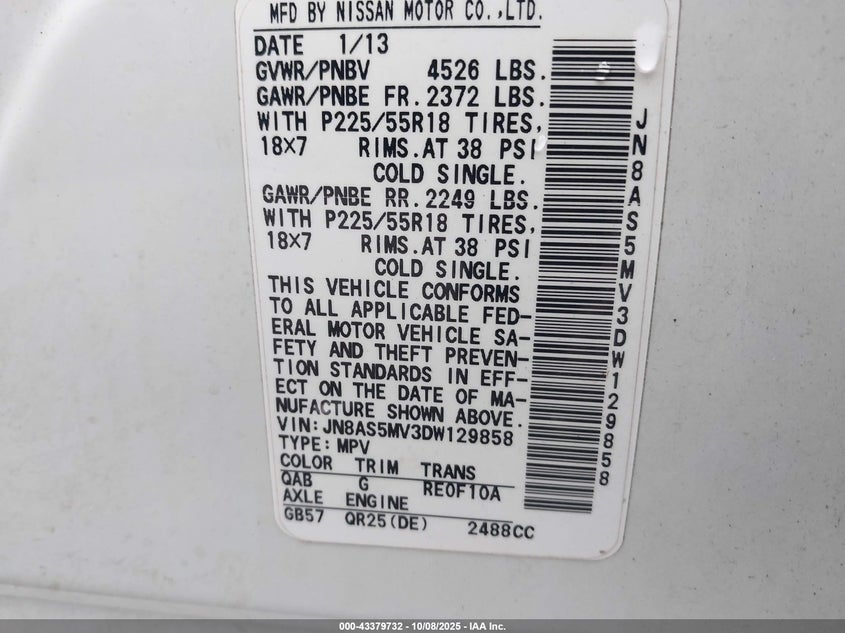 MFD BY NISSAN MOTOR CO.,LTD.
DATE 1/13
GVWR/PNBV 4526 LBS.
GAWR/PNBE FR. 2372 LBS.
WITH P225/55R18 TIRES,
18×7 RIMS.AT 38 PSI
COLD SINGLE.
GAWR/PNBE RR. 2249 LBS.
WITH P225/55R18 TIRES,
18×7 RIMS.AT 38 PSI
COLD SINGLE.
THIS VEHICLE CONFORMS
TO ALL APPLICABLE FED-
ERAL MOTOR VEHICLE SA-
FETY AND THEFT PREVEN-
TION STANDARDS IN EFF-
ECT ON THE DATE OF MA-
NUFACTURE SHOWN ABOVE.
VIN: JN8AS5MV3DW129858
TYPE: MPV
COLOR TRIM TRANS
QAB G RE0F10A
AXLE ENGINE
GB57 QR25(DE) 2488CC
JN8AS5MV3DW129858
000-43379732 - 10/08/2025 - IAA Inc.